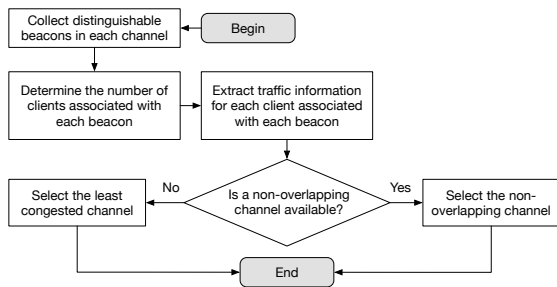 Collect distinguishable
beacons in each channel
Begin
Determine the number of
clients associated with
each beacon
Extract traffic information
for each client associated
with each beacon
No
Is a non-overlapping
channel available?
Yes
Select the least
congested channel
Select the non-
overlapping channel
End